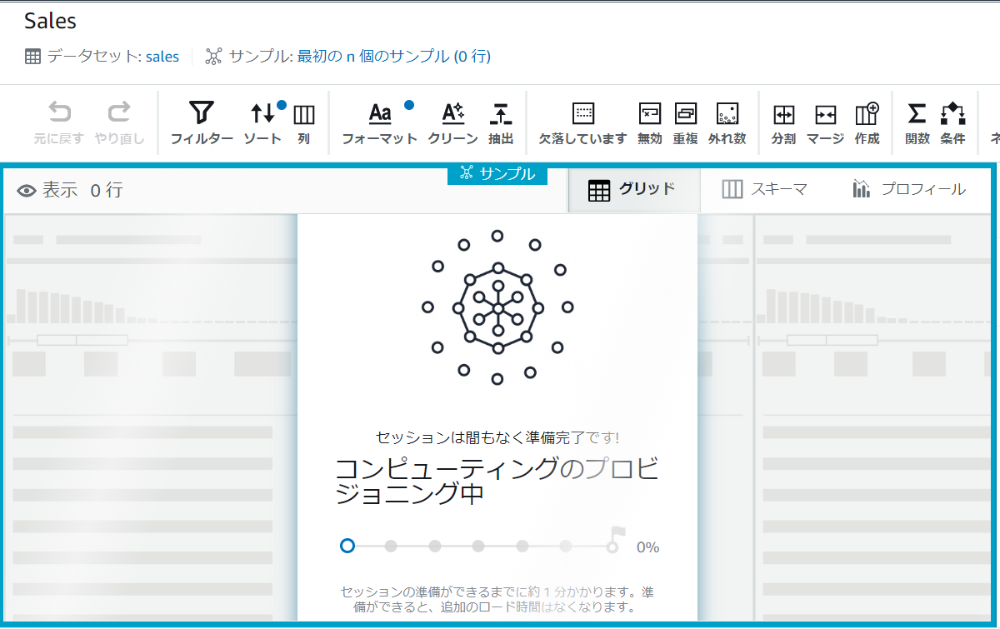 Sales
データセット: sales サンプル: 最初の n 個のサンプル (0 行)
元に戻す やり直し フィルター ソート 列 フォーマット クリーン 抽出 欠落しています 無効 重複 外れ数 分割 マージ 作成 関数 条件 ネ
サンプル
表示 0 行 グリッド スキーマ プロフィール
セッションは間もなく準備完了です!
コンピューティングのプロビ
ジョニング中
0%
セッションの準備ができるまでに約 1 分かかります。準
備ができると、追加のロード時間はなくなります。